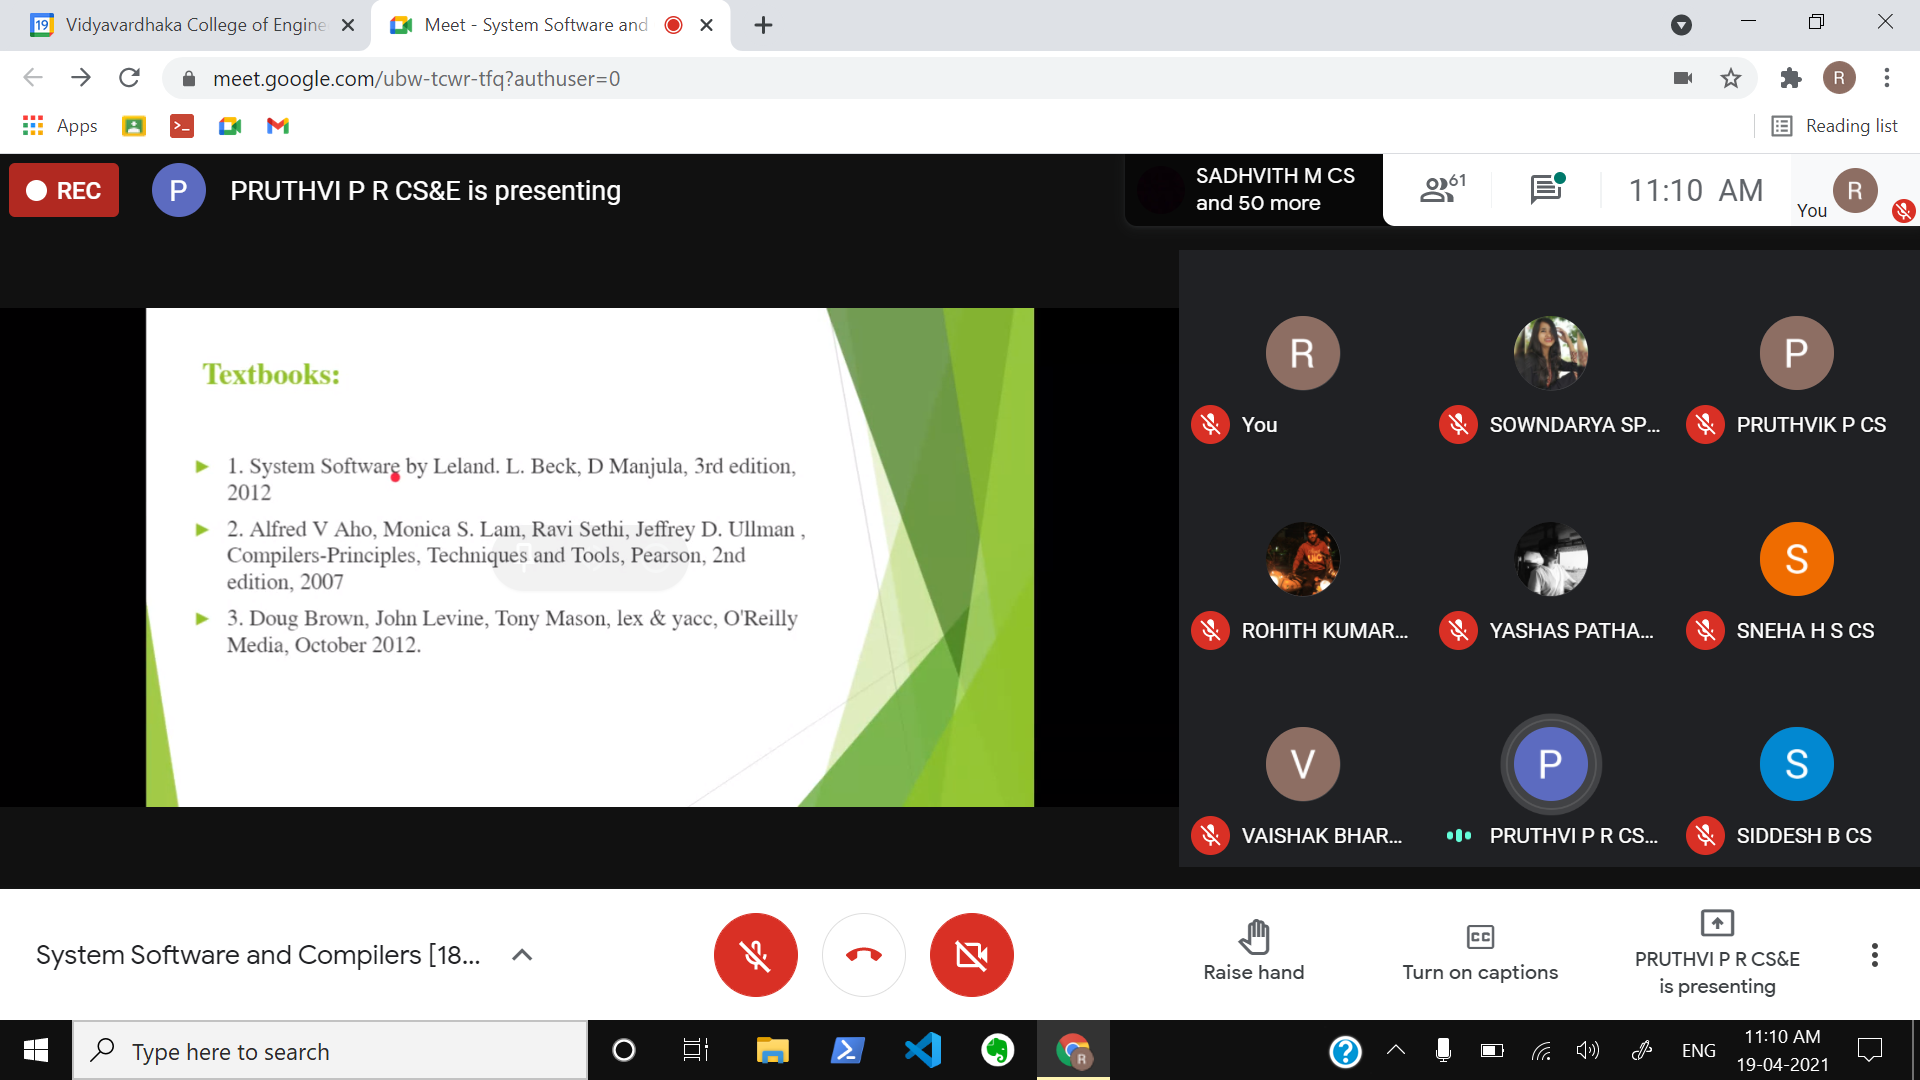 19
Vidyavardhaka College of Engine
Meet - System Software and
meet.google.com/ubw-tcwr-tfq?authuser=0
R
Apps
Reading list
REC
P
PRUTHVI P R CS&E is presenting
SADHVITH M CS
and 50 more
61
11:10 AM
You
R
Textbooks:
1. System Software by Leland. L. Beck, D Manjula, 3rd edition,
2012
2. Alfred V Aho, Monica S. Lam, Ravi Sethi, Jeffrey D. Ullman ,
Compilers-Principles, Techniques and Tools, Pearson, 2nd
edition, 2007
3. Doug Brown, John Levine, Tony Mason, lex & yacc, O'Reilly
Media, October 2012.
R
P
You
SOWNDARYA SP...
PRUTHVIK P CS
S
ROHITH KUMAR...
YASHAS PATHA...
SNEHA H S CS
V
P
S
VAISHAK BHAR...
PRUTHVI P R CS...
SIDDESH B CS
System Software and Compilers [18...
Raise hand
CC
Turn on captions
PRUTHVI P R CS&E
is presenting
Type here to search
R
?
ENG
11:10 AM
19-04-2021